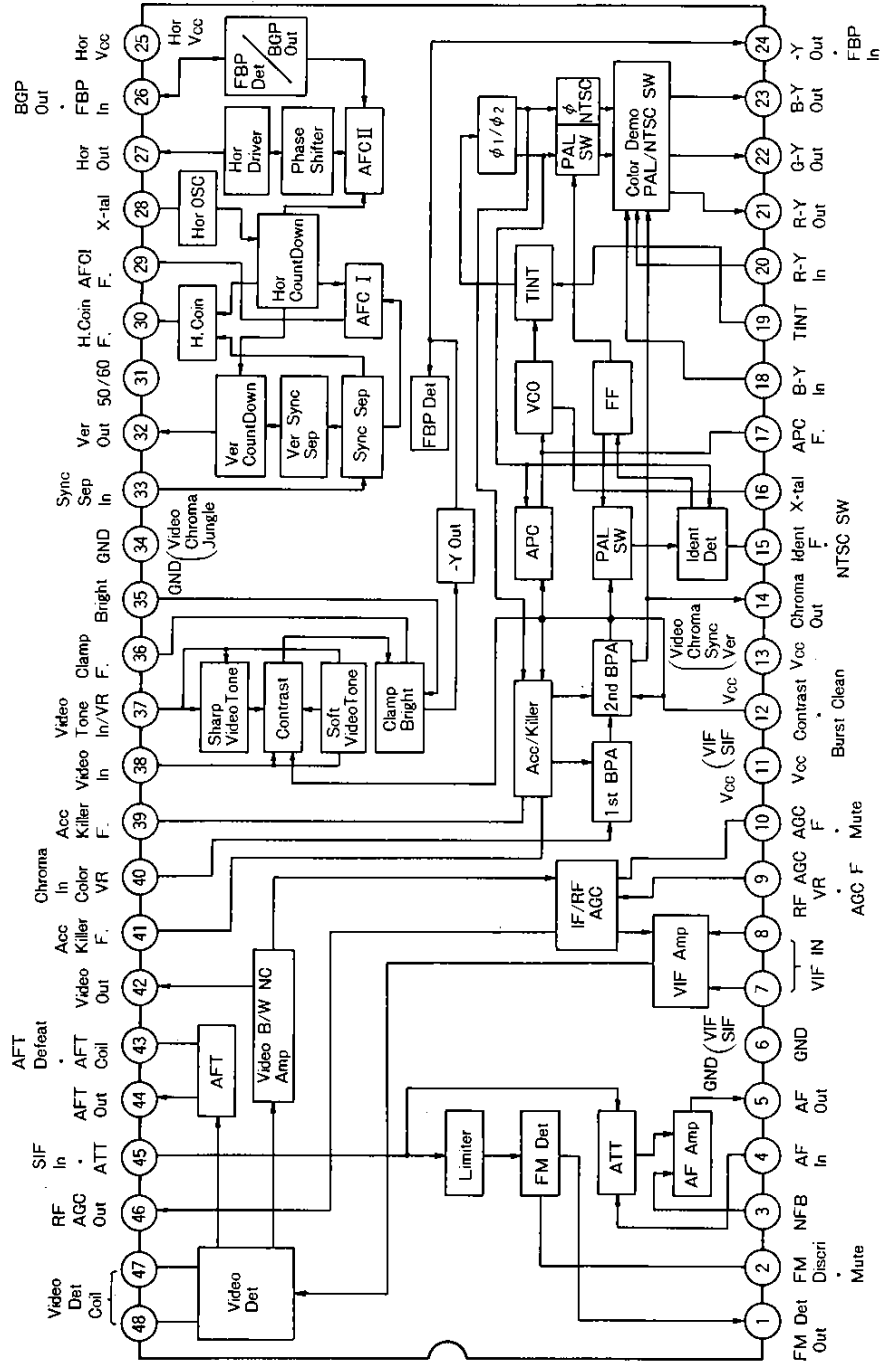 Hor
Vcc
25
Hor
Vcc
BGP
Out
·
FBP
In
26
FBP
Det
BGP
Out
Hor
Out
27
Hor
Driver
Phase
Shifter
AFC II
X-tal
28
Hor OSC
Hor
CountDown
AFCI
F.
29
AFC I
H.Coin
F.
30
H.Coin
50/60
31
Ver
Out
32
Ver
CountDown
Ver Sync
Sep
Sync Sep
Sync
Sep
In
33
GND
34
GND
Video
Chroma
Jungle
Bright
35
Clamp
F.
36
Video
Tone
In/VR
37
Sharp
VideoTone
Contrast
Soft
VideoTone
Clamp
Bright
-Y Out
FBP Det
Video
In
38
Acc
Killer
F.
39
Chroma
In
Color
VR
40
Acc
Killer
F.
41
Video
Out
42
Video B/W NC
Amp
AFT
Defeat
·
AFT
Coil
43
AFT
AFT
Out
44
SIF
In
·
ATT
45
RF
AGC
Out
46
Video
Det
Coil
47
48
Video
Det
Limiter
FM Det
ATT
AF Amp
IF/RF
AGC
VIF Amp
Acc/Killer
1st BPA
2nd BPA
APC
PAL
SW
Ident
Det
VCO
FF
TINT
ϕ1/ϕ2
PAL
SW
ϕ
NTSC
Color Demo
PAL/NTSC SW
1
FM Det
Out
2
FM
Discri
·
Mute
3
NFB
4
AF
In
5
AF
Out
6
GND
GND
VIF
SIF
7
8
VIF IN
9
RF AGC
VR
·
AGC F
10
AGC
F
·
Mute
11
Vcc
Vcc
VIF
SIF
12
Contrast
·
Burst Clean
13
Vcc
Vcc
Video
Chroma
Sync
Ver
14
Chroma
Out
15
Ident
F
·
NTSC SW
16
X-tal
17
APC
F.
18
B-Y
In
19
TINT
20
R-Y
In
21
R-Y
Out
22
G-Y
Out
23
B-Y
Out
24
-Y
Out
·
FBP
In